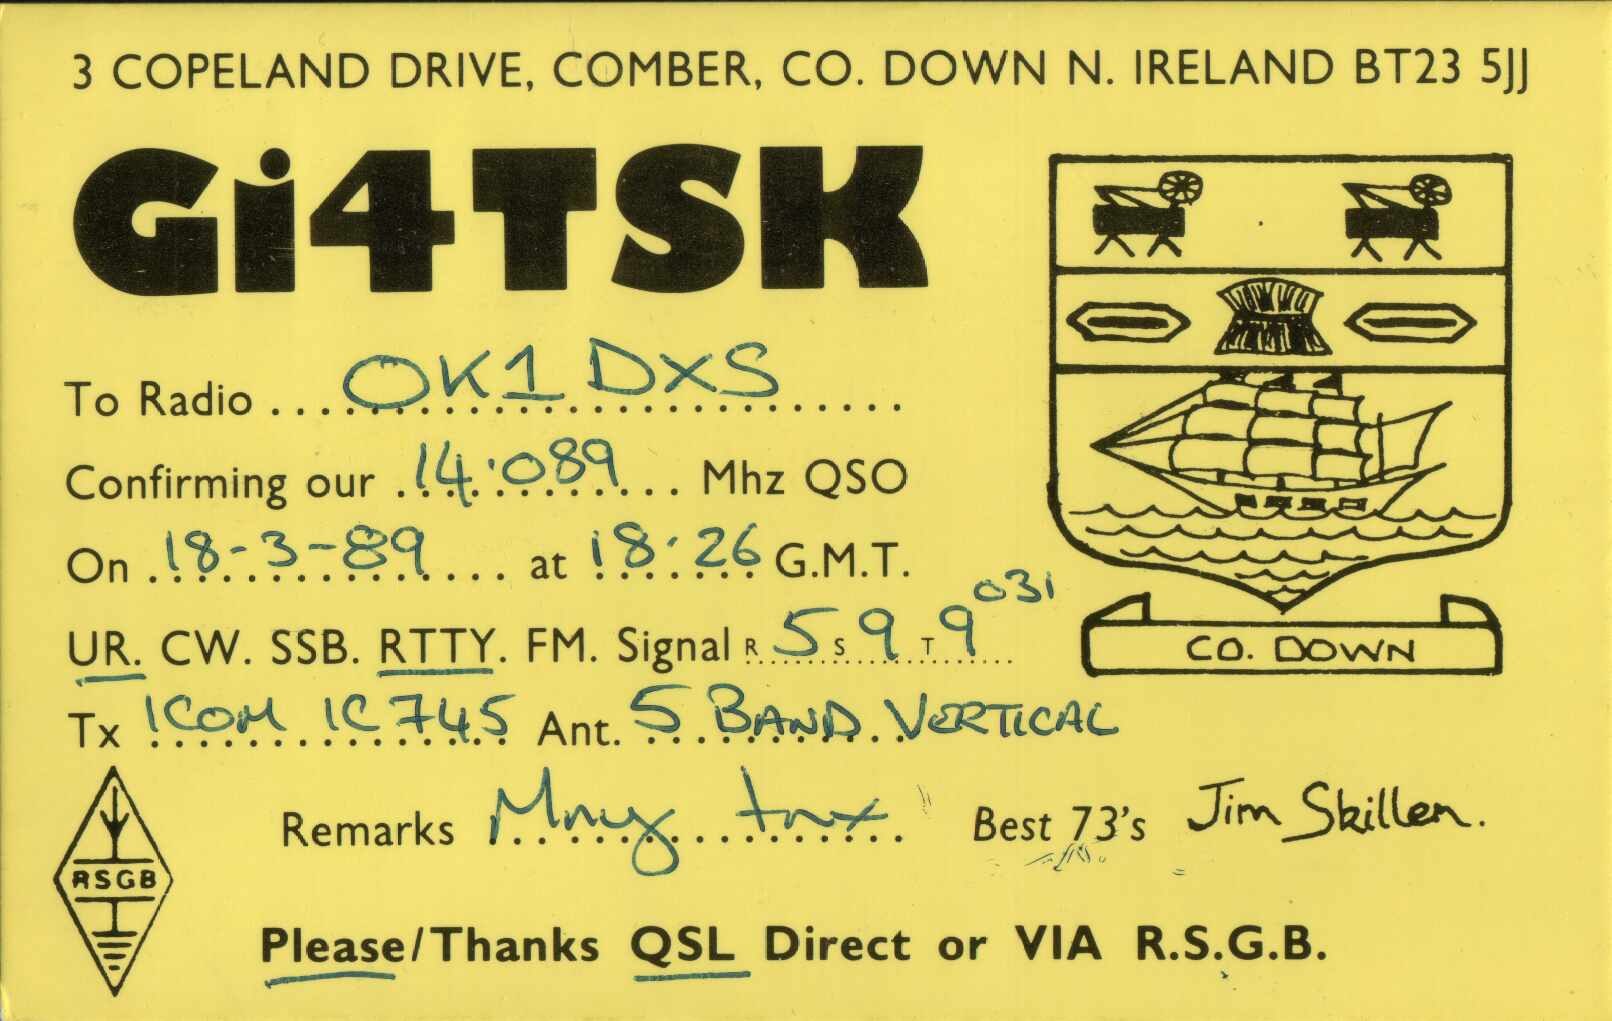 3 COPELAND DRIVE, COMBER, CO. DOWN N. IRELAND BT23 5JJ
Gi4TSK
To Radio OK1DXS
Confirming our 14.089 Mhz QSO
On 18-3-89 at 18.26 G.M.T.
UR. CW. SSB. RTTY. FM. Signal R 5 S 9 T 9 031
Tx ICOM IC745 Ant. 5 BAND VERTICAL
Remarks Mny tnx Best 73's Jim Skillen.
CO. DOWN
RSGB
Please/Thanks QSL Direct or VIA R.S.G.B.